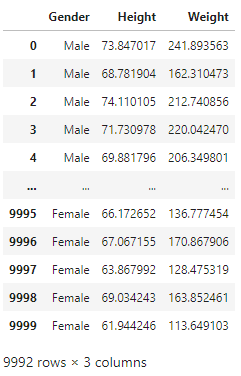 Gender Height Weight
0 Male 73.847017 241.893563
1 Male 68.781904 162.310473
2 Male 74.110105 212.740856
3 Male 71.730978 220.042470
4 Male 69.881796 206.349801
... ... ... ...
9995 Female 66.172652 136.777454
9996 Female 67.067155 170.867906
9997 Female 63.867992 128.475319
9998 Female 69.034243 163.852461
9999 Female 61.944246 113.649103
9992 rows × 3 columns